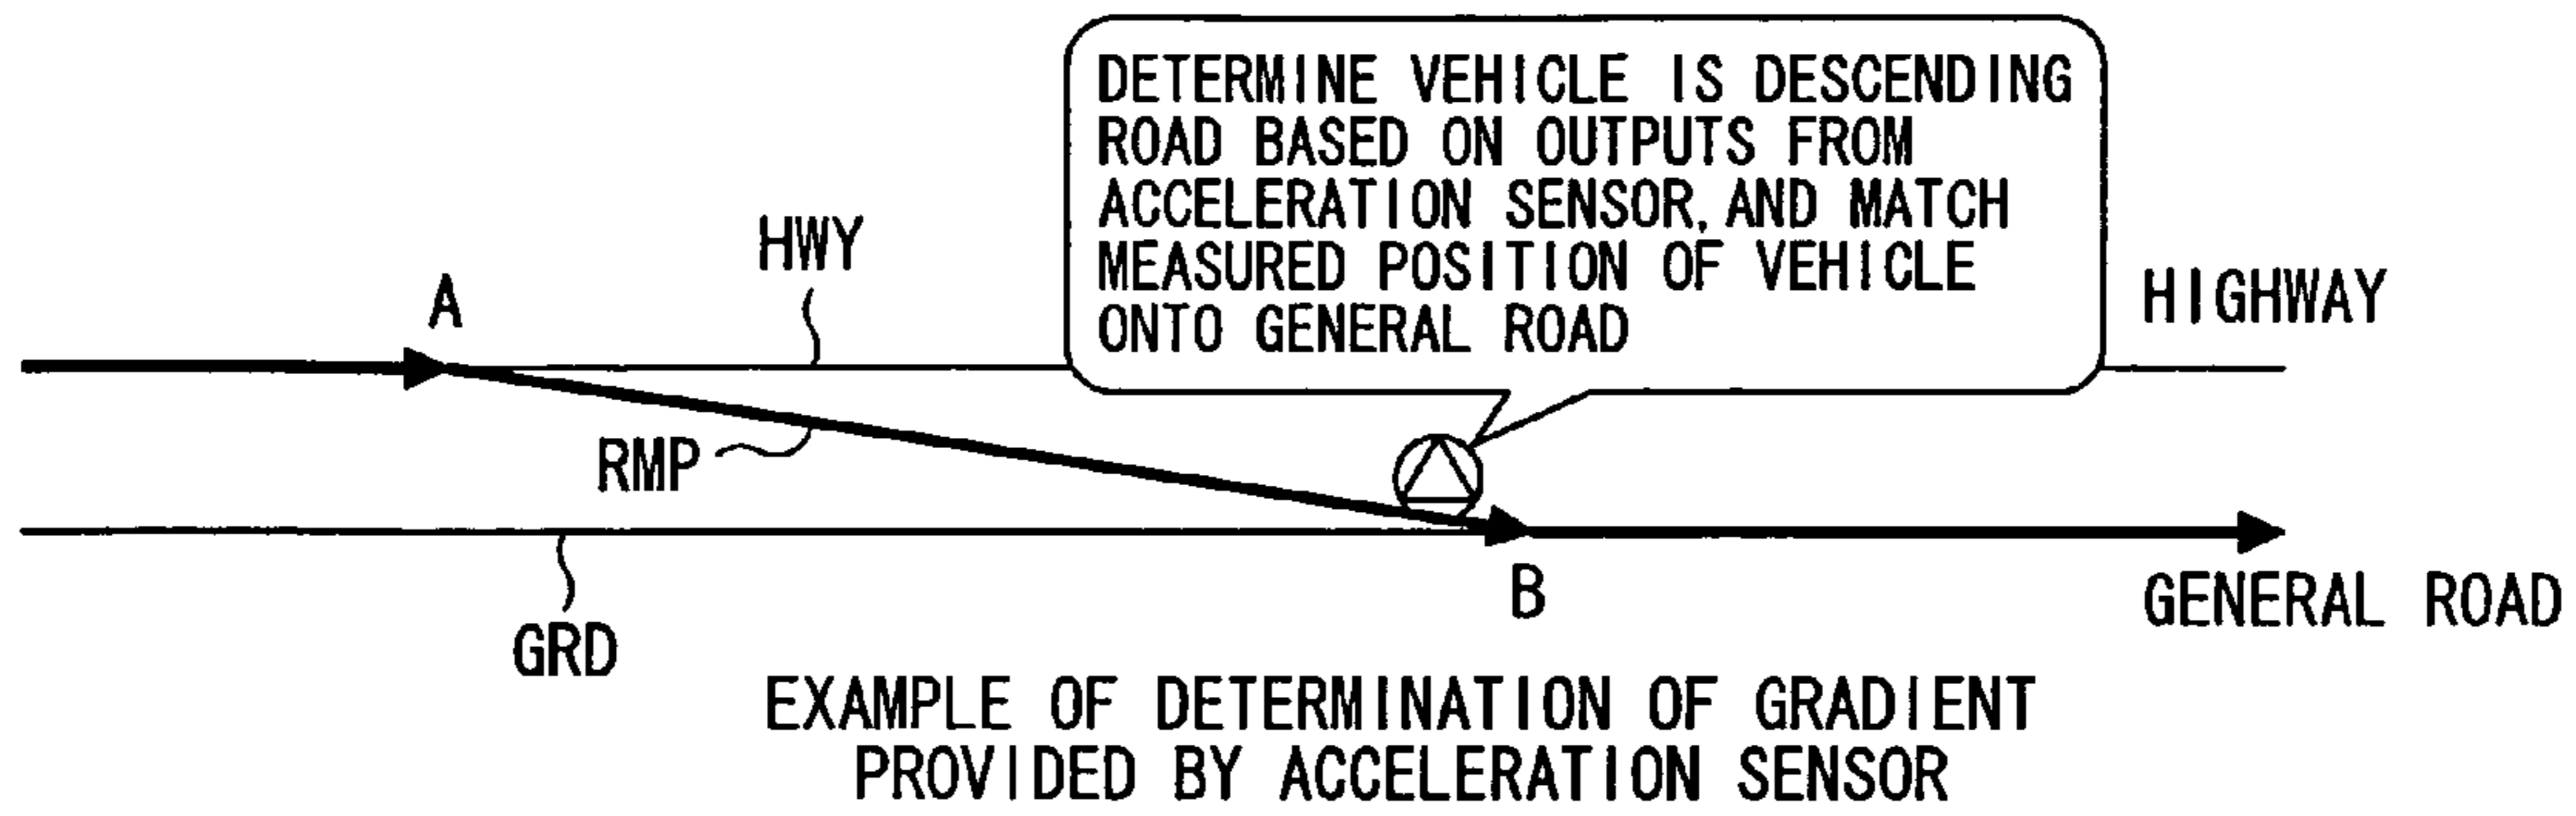 DETERMINE VEHICLE IS DESCENDING
ROAD BASED ON OUTPUTS FROM
ACCELERATION SENSOR, AND MATCH
MEASURED POSITION OF VEHICLE
ONTO GENERAL ROAD
HWY
HIGHWAY
A
RMP
B
GENERAL ROAD
GRD
EXAMPLE OF DETERMINATION OF GRADIENT
PROVIDED BY ACCELERATION SENSOR